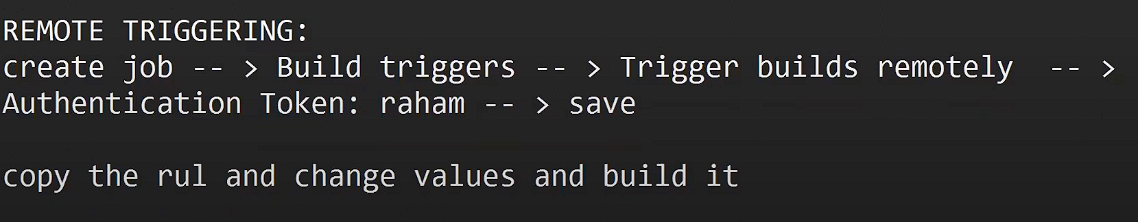 REMOTE TRIGGERING:
create job -- > Build triggers -- > Trigger builds remotely  -- >
Authentication Token: raham -- > save
copy the rul and change values and build it